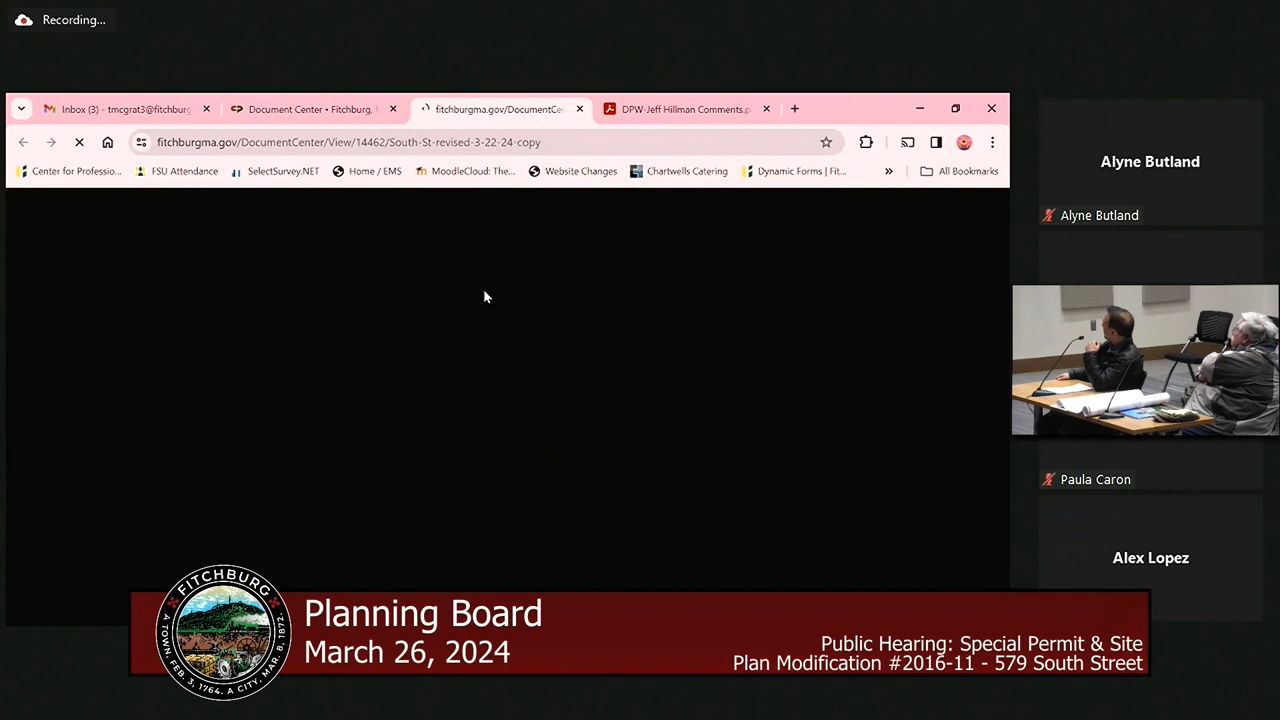 Recording...
Inbox (3) - tmcgrat3@fitchburg
Document Center • Fitchburg,
fitchburgma.gov/DocumentCe
DPW-Jeff Hillman Comments.p
fitchburgma.gov/DocumentCenter/View/14462/South-St-revised-3-22-24-copy
Center for Professio...
FSU Attendance
SelectSurvey.NET
Home / EMS
MoodleCloud: The...
Website Changes
Chartwells Catering
Dynamic Forms | Fit...
All Bookmarks
Alyne Butland
Alyne Butland
Paula Caron
Alex Lopez
FITCHBURG
A TOWN, FEB. 3, 1764. A CITY, MAR. 8, 1872.
Planning Board
March 26, 2024
Public Hearing: Special Permit & Site
Plan Modification #2016-11 - 579 South Street